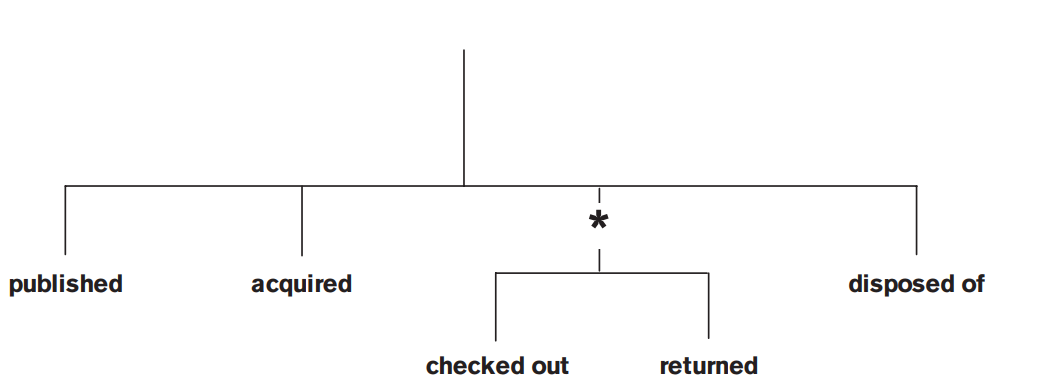 *
published
acquired
disposed of
checked out
returned